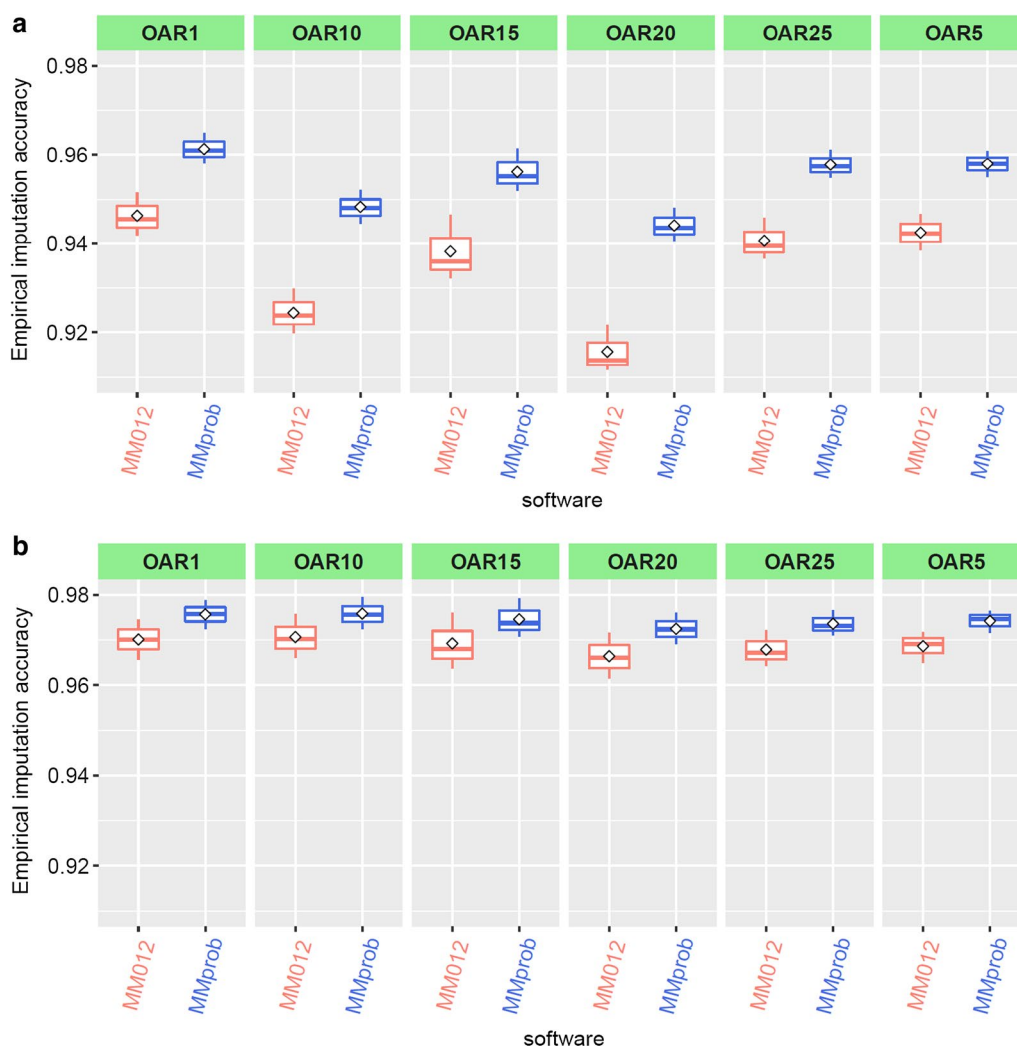 a
OAR1 OAR10 OAR15 OAR20 OAR25 OAR5
Empirical imputation accuracy
0.98
0.96
0.94
0.92
MM012 MMprob MM012 MMprob MM012 MMprob MM012 MMprob MM012 MMprob MM012 MMprob
software
b
OAR1 OAR10 OAR15 OAR20 OAR25 OAR5
Empirical imputation accuracy
0.98
0.96
0.94
0.92
MM012 MMprob MM012 MMprob MM012 MMprob MM012 MMprob MM012 MMprob MM012 MMprob
software